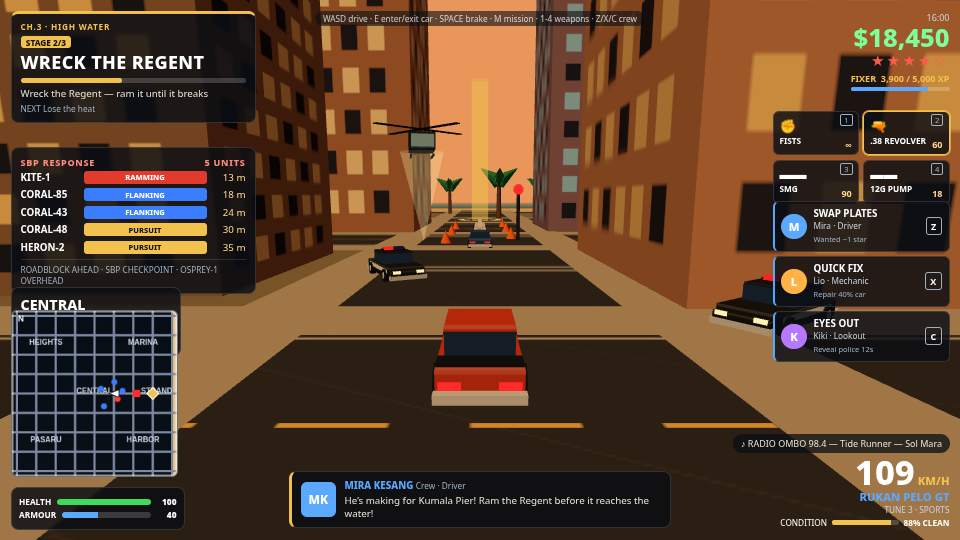 WASD drive · E enter/exit car · SPACE brake · M mission · 1-4 weapons · Z/X/C crew
CH.3 · HIGH WATER
STAGE 2/3
WRECK THE REGENT
Wreck the Regent — ram it until it breaks
NEXT Lose the heat
16:00
$18,450
★★★★★
FIXER 3,900 / 5,000 XP
SBP RESPONSE 5 UNITS
KITE-1 RAMMING 13 m
CORAL-85 FLANKING 18 m
CORAL-43 FLANKING 24 m
CORAL-48 PURSUIT 30 m
HERON-2 PURSUIT 35 m
ROADBLOCK AHEAD · SBP CHECKPOINT · OSPREY-1
OVERHEAD
1
FISTS ∞
2
.38 REVOLVER 60
3
SMG 90
4
12G PUMP 18
M
SWAP PLATES
Mira · Driver
Wanted −1 star
Z
L
QUICK FIX
Lio · Mechanic
Repair 40% car
X
K
EYES OUT
Kiki · Lookout
Reveal police 12s
C
CENTRAL
N
HEIGHTS MARINA
CENTRAL STRAND
PASARU HARBOR
HEALTH 100
ARMOUR 40
MK
MIRA KESANG Crew · Driver
He’s making for Kumala Pier! Ram the Regent before it reaches the
water!
♪ RADIO OMBO 98.4 — Tide Runner — Sol Mara
109 KM/H
RUKAN PELO GT
TUNE 3 · SPORTS
CONDITION 88% CLEAN